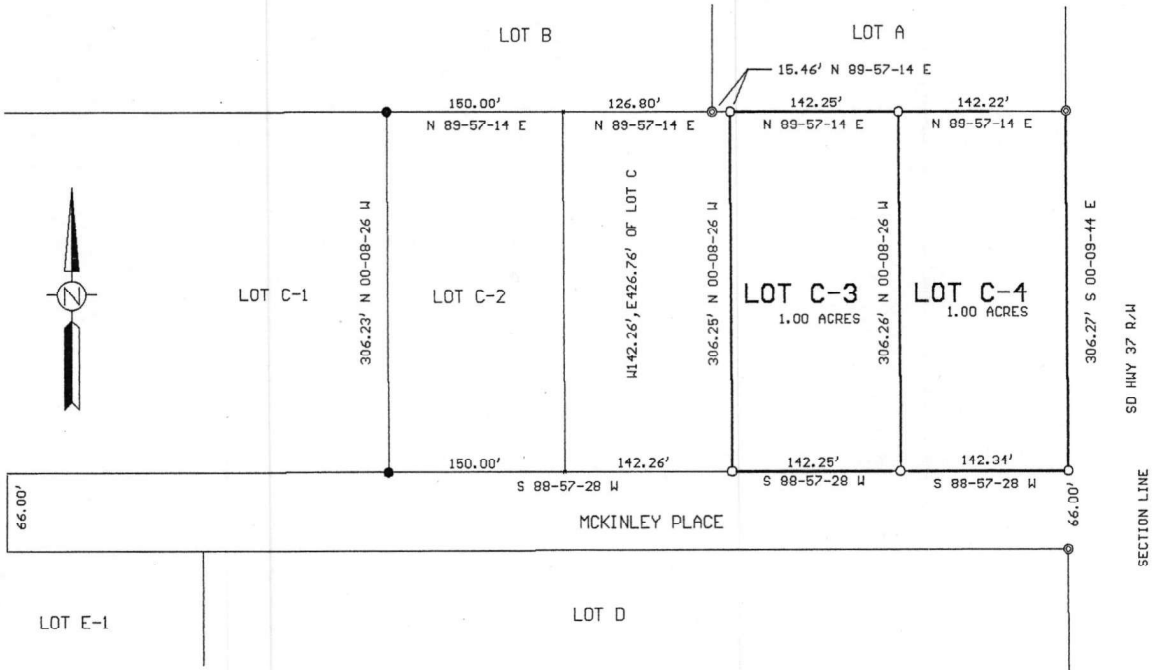 LOT B
LOT A
15.46' N 89-57-14 E
150.00'
126.80'
142.25'
142.22'
N 89-57-14 E
N 89-57-14 E
N 89-57-14 E
N 89-57-14 E
N
LOT C-1
306.23' N 00-08-26 W
LOT C-2
W142.26', E426.76' OF LOT C
306.25' N 00-08-26 W
LOT C-3
1.00 ACRES
306.26' N 00-08-26 W
LOT C-4
1.00 ACRES
306.27' S 00-09-44 E
SD HWY 37 R/W
150.00'
142.26'
142.25'
142.34'
S 88-57-28 W
S 88-57-28 W
S 88-57-28 W
66.00'
MCKINLEY PLACE
66.00'
SECTION LINE
LOT E-1
LOT D